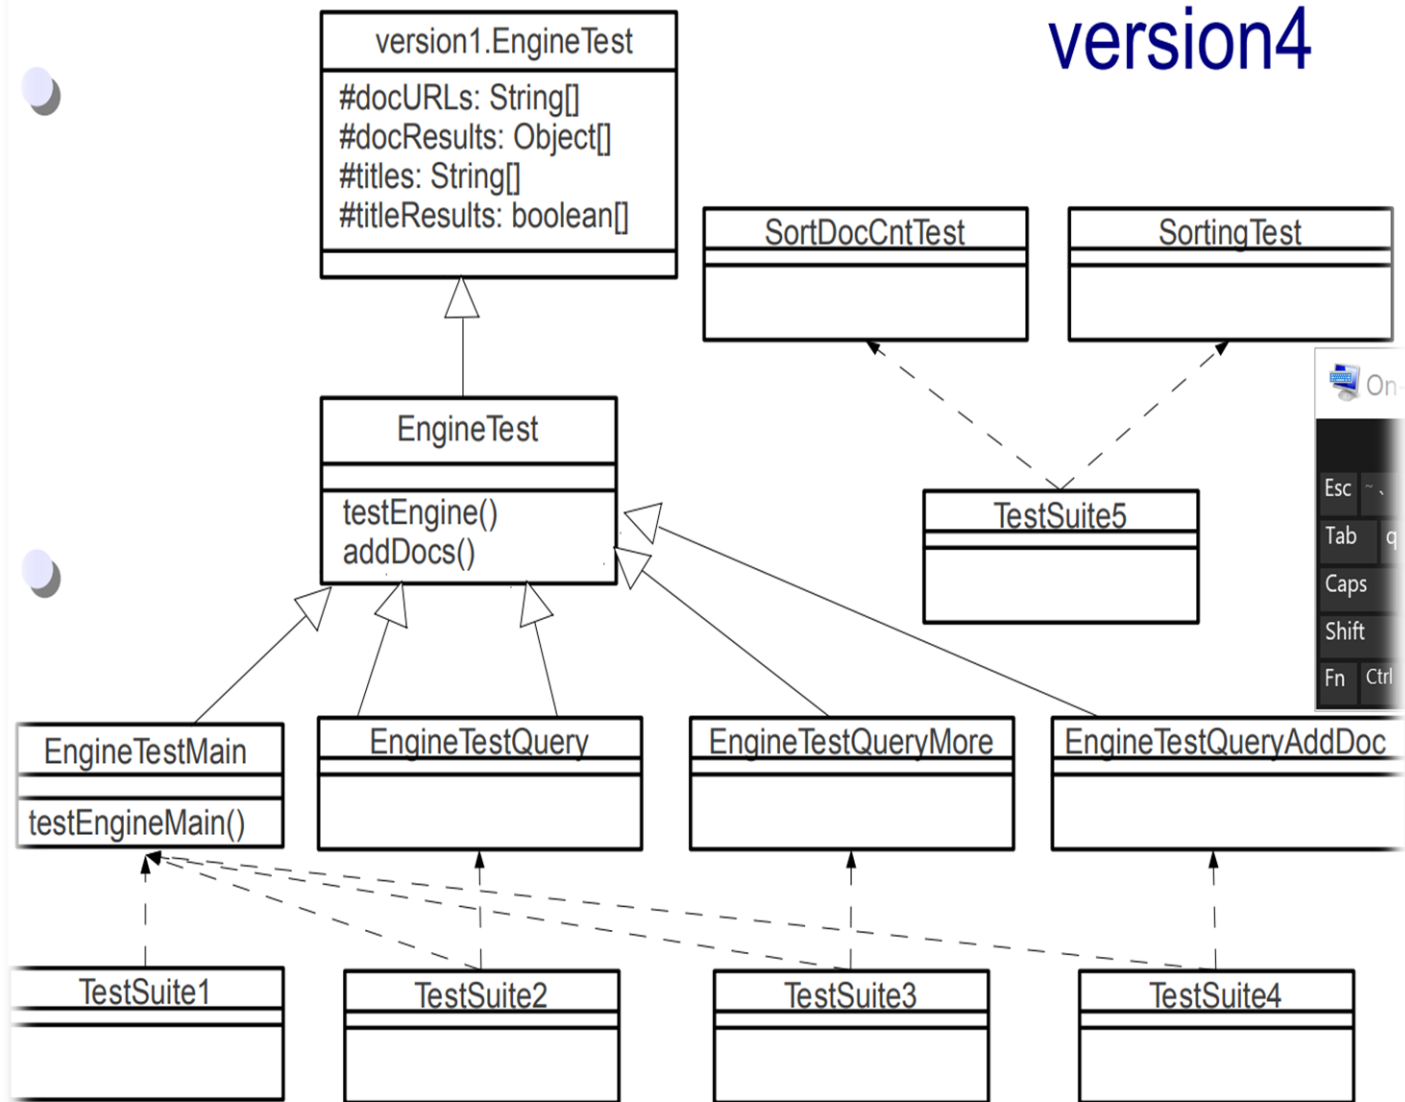 version4
version1.EngineTest
#docURLs: String[]
#docResults: Object[]
#titles: String[]
#titleResults: boolean[]
SortDocCntTest
SortingTest
On-
EngineTest
testEngine()
addDocs()
TestSuite5
Esc ~ 、
Tab q
Caps
Shift
Fn Ctrl
EngineTestMain
testEngineMain()
EngineTestQuery
EngineTestQueryMore
EngineTestQueryAddDoc
TestSuite1
TestSuite2
TestSuite3
TestSuite4